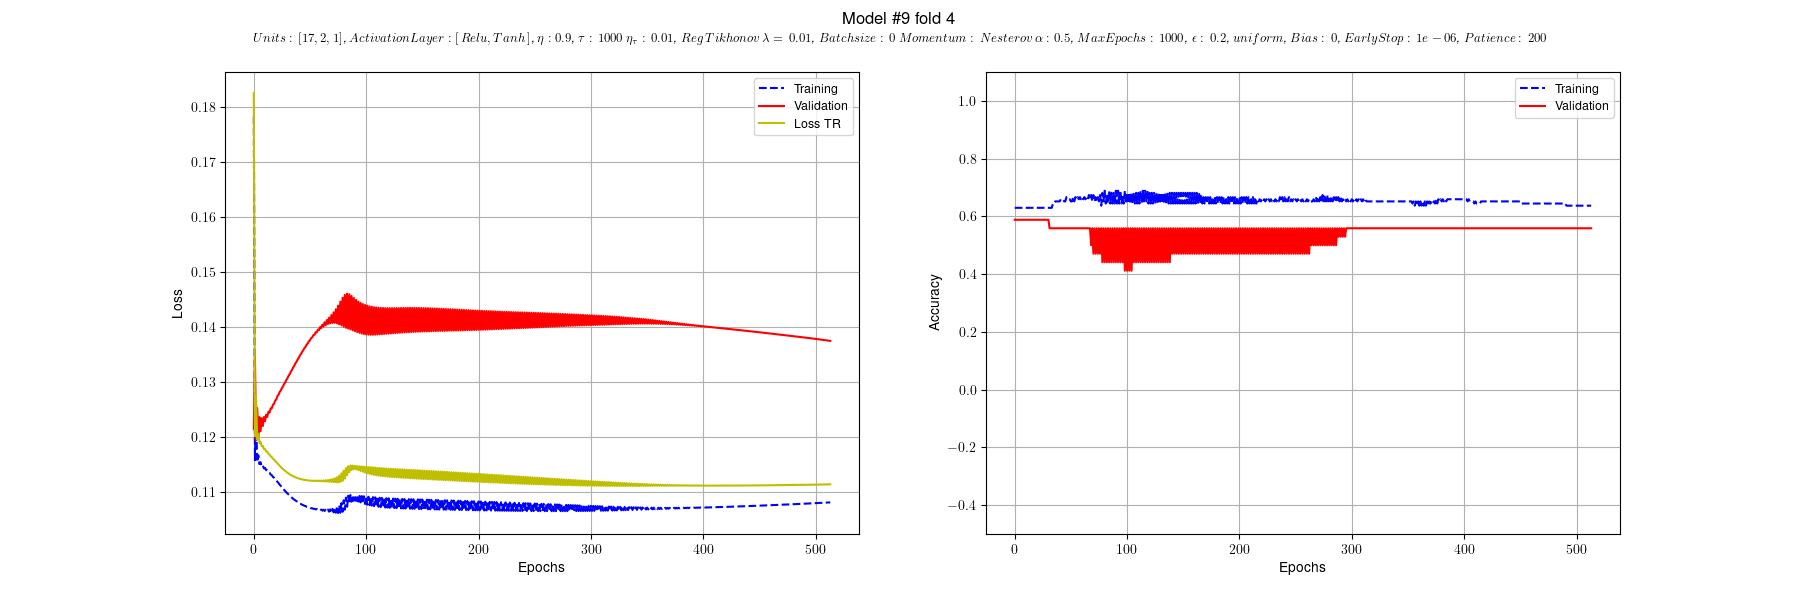 Model #9 fold 4
Units : [17, 2, 1], ActivationLayer : [ Relu, Tanh], η : 0.9, τ : 1000 η_τ : 0.01, RegTikhonov λ = 0.01, Batchsize : 0 Momentum : Nesterov α : 0.5, MaxEpochs : 1000, ϵ : 0.2, uniform, Bias : 0, EarlyStop : 1e − 06, Patience : 200
Training
Validation
Loss TR
0.18
0.17
0.16
0.15
0.14
0.13
0.12
0.11
Loss
0 100 200 300 400 500
Epochs
Training
Validation
1.0
0.8
0.6
0.4
0.2
0.0
−0.2
−0.4
Accuracy
0 100 200 300 400 500
Epochs